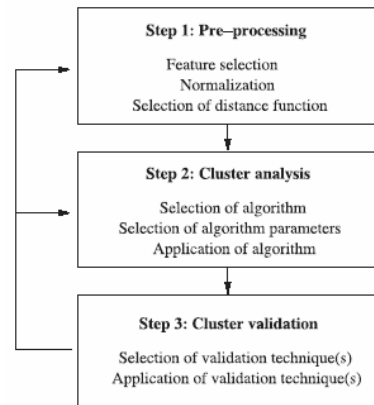 Step 1: Pre–processing
Feature selection
Normalization
Selection of distance function
Step 2: Cluster analysis
Selection of algorithm
Selection of algorithm parameters
Application of algorithm
Step 3: Cluster validation
Selection of validation technique(s)
Application of validation technique(s)